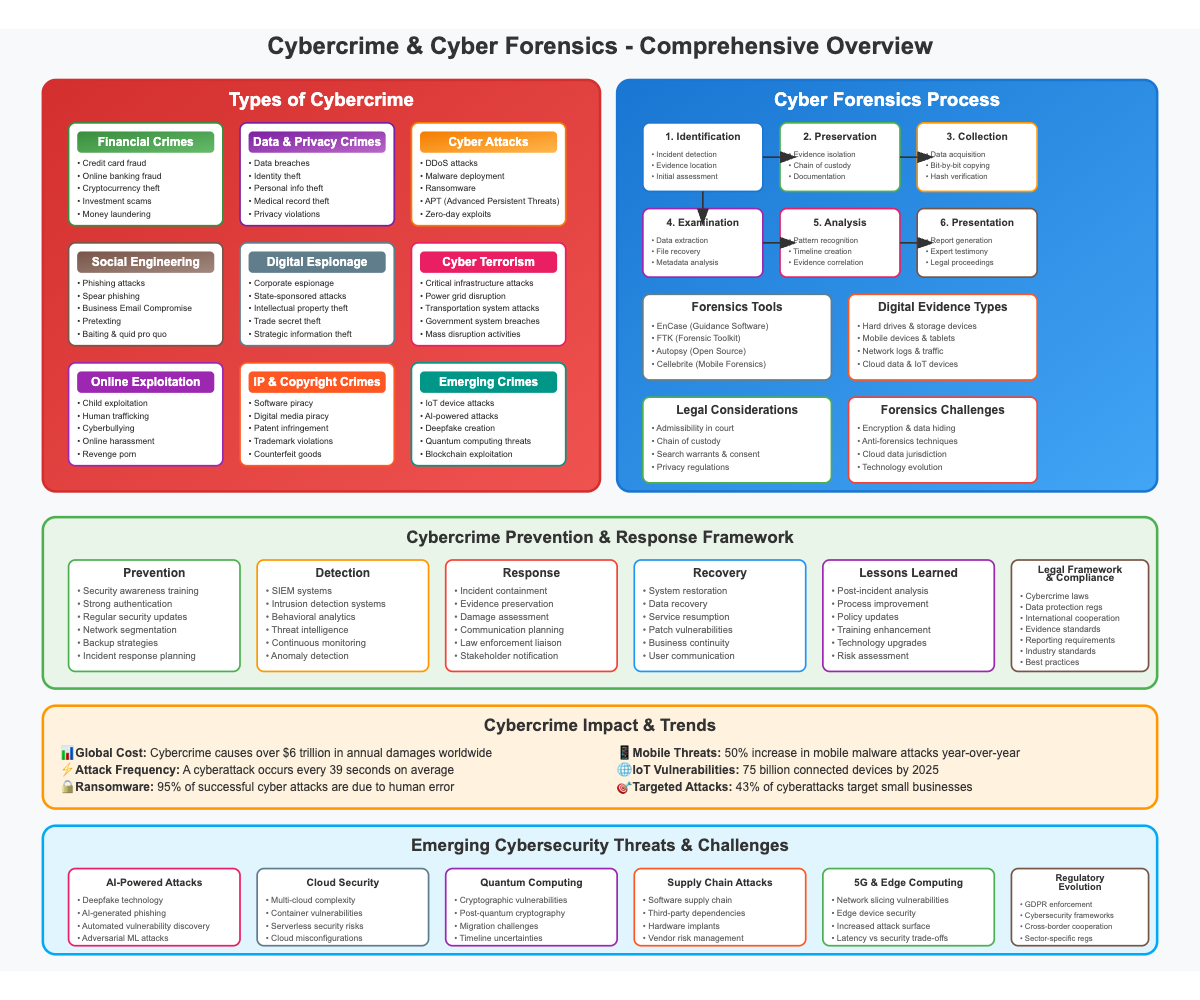 Cybercrime & Cyber Forensics - Comprehensive Overview
Types of Cybercrime
Financial Crimes
• Credit card fraud
• Online banking fraud
• Cryptocurrency theft
• Investment scams
• Money laundering
Data & Privacy Crimes
• Data breaches
• Identity theft
• Personal info theft
• Medical record theft
• Privacy violations
Cyber Attacks
• DDoS attacks
• Malware deployment
• Ransomware
• APT (Advanced Persistent Threats)
• Zero-day exploits
Social Engineering
• Phishing attacks
• Spear phishing
• Business Email Compromise
• Pretexting
• Baiting & quid pro quo
Digital Espionage
• Corporate espionage
• State-sponsored attacks
• Intellectual property theft
• Trade secret theft
• Strategic information theft
Cyber Terrorism
• Critical infrastructure attacks
• Power grid disruption
• Transportation system attacks
• Government system breaches
• Mass disruption activities
Online Exploitation
• Child exploitation
• Human trafficking
• Cyberbullying
• Online harassment
• Revenge porn
IP & Copyright Crimes
• Software piracy
• Digital media piracy
• Patent infringement
• Trademark violations
• Counterfeit goods
Emerging Crimes
• IoT device attacks
• AI-powered attacks
• Deepfake creation
• Quantum computing threats
• Blockchain exploitation
Cyber Forensics Process
1. Identification
• Incident detection
• Evidence location
• Initial assessment
2. Preservation
• Evidence isolation
• Chain of custody
• Documentation
3. Collection
• Data acquisition
• Bit-by-bit copying
• Hash verification
4. Examination
• Data extraction
• File recovery
• Metadata analysis
5. Analysis
• Pattern recognition
• Timeline creation
• Evidence correlation
6. Presentation
• Report generation
• Expert testimony
• Legal proceedings
Forensics Tools
• EnCase (Guidance Software)
• FTK (Forensic Toolkit)
• Autopsy (Open Source)
• Cellebrite (Mobile Forensics)
Digital Evidence Types
• Hard drives & storage devices
• Mobile devices & tablets
• Network logs & traffic
• Cloud data & IoT devices
Legal Considerations
• Admissibility in court
• Chain of custody
• Search warrants & consent
• Privacy regulations
Forensics Challenges
• Encryption & data hiding
• Anti-forensics techniques
• Cloud data jurisdiction
• Technology evolution
Cybercrime Prevention & Response Framework
Prevention
• Security awareness training
• Strong authentication
• Regular security updates
• Network segmentation
• Backup strategies
• Incident response planning
Detection
• SIEM systems
• Intrusion detection systems
• Behavioral analytics
• Threat intelligence
• Continuous monitoring
• Anomaly detection
Response
• Incident containment
• Evidence preservation
• Damage assessment
• Communication planning
• Law enforcement liaison
• Stakeholder notification
Recovery
• System restoration
• Data recovery
• Service resumption
• Patch vulnerabilities
• Business continuity
• User communication
Lessons Learned
• Post-incident analysis
• Process improvement
• Policy updates
• Training enhancement
• Technology upgrades
• Risk assessment
Legal Framework
& Compliance
• Cybercrime laws
• Data protection regs
• International cooperation
• Evidence standards
• Reporting requirements
• Industry standards
• Best practices
Cybercrime Impact & Trends
📊Global Cost: Cybercrime causes over $6 trillion in annual damages worldwide
⚡Attack Frequency: A cyberattack occurs every 39 seconds on average
🔒Ransomware: 95% of successful cyber attacks are due to human error
📱Mobile Threats: 50% increase in mobile malware attacks year-over-year
🌐IoT Vulnerabilities: 75 billion connected devices by 2025
🎯Targeted Attacks: 43% of cyberattacks target small businesses
Emerging Cybersecurity Threats & Challenges
AI-Powered Attacks
• Deepfake technology
• AI-generated phishing
• Automated vulnerability discovery
• Adversarial ML attacks
Cloud Security
• Multi-cloud complexity
• Container vulnerabilities
• Serverless security risks
• Cloud misconfigurations
Quantum Computing
• Cryptographic vulnerabilities
• Post-quantum cryptography
• Migration challenges
• Timeline uncertainties
Supply Chain Attacks
• Software supply chain
• Third-party dependencies
• Hardware implants
• Vendor risk management
5G & Edge Computing
• Network slicing vulnerabilities
• Edge device security
• Increased attack surface
• Latency vs security trade-offs
Regulatory
Evolution
• GDPR enforcement
• Cybersecurity frameworks
• Cross-border cooperation
• Sector-specific regs